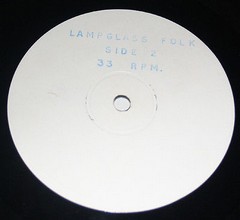 LAMPGLASS FOLK
SIDE 2
33 RPM.